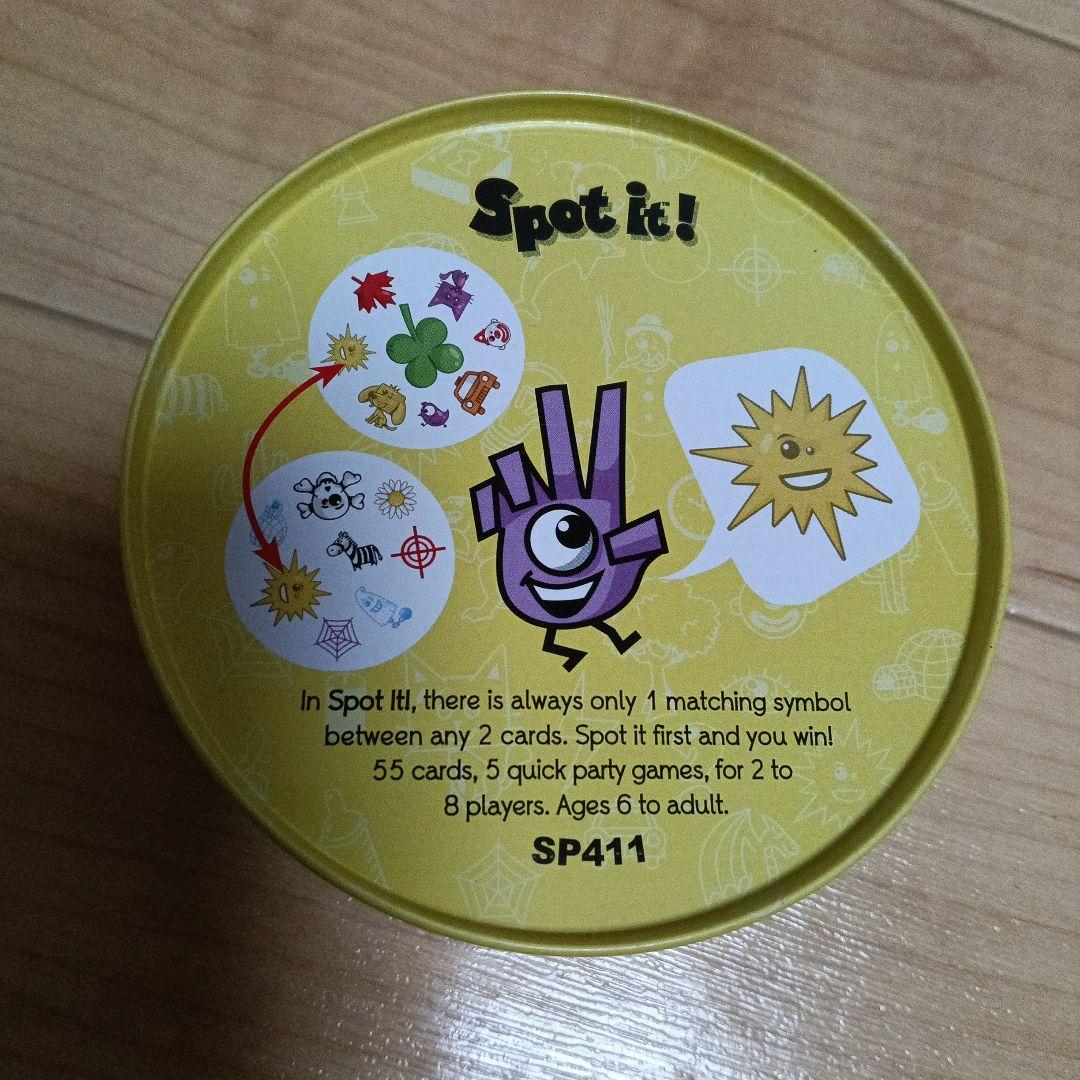 Spot it!
In Spot It!, there is always only 1 matching symbol
between any 2 cards. Spot it first and you win!
55 cards, 5 quick party games, for 2 to
8 players. Ages 6 to adult.
SP411